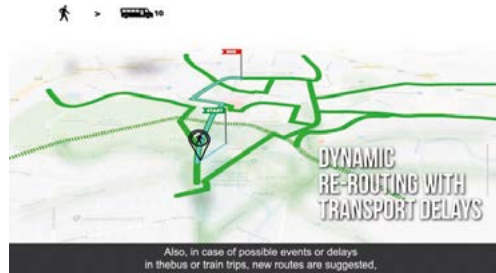 > 10
END
START
DYNAMIC
RE-ROUTING WITH
TRANSPORT DELAYS
Also, in case of possible events or delays
in thebus or train trips, new routes are suggested,